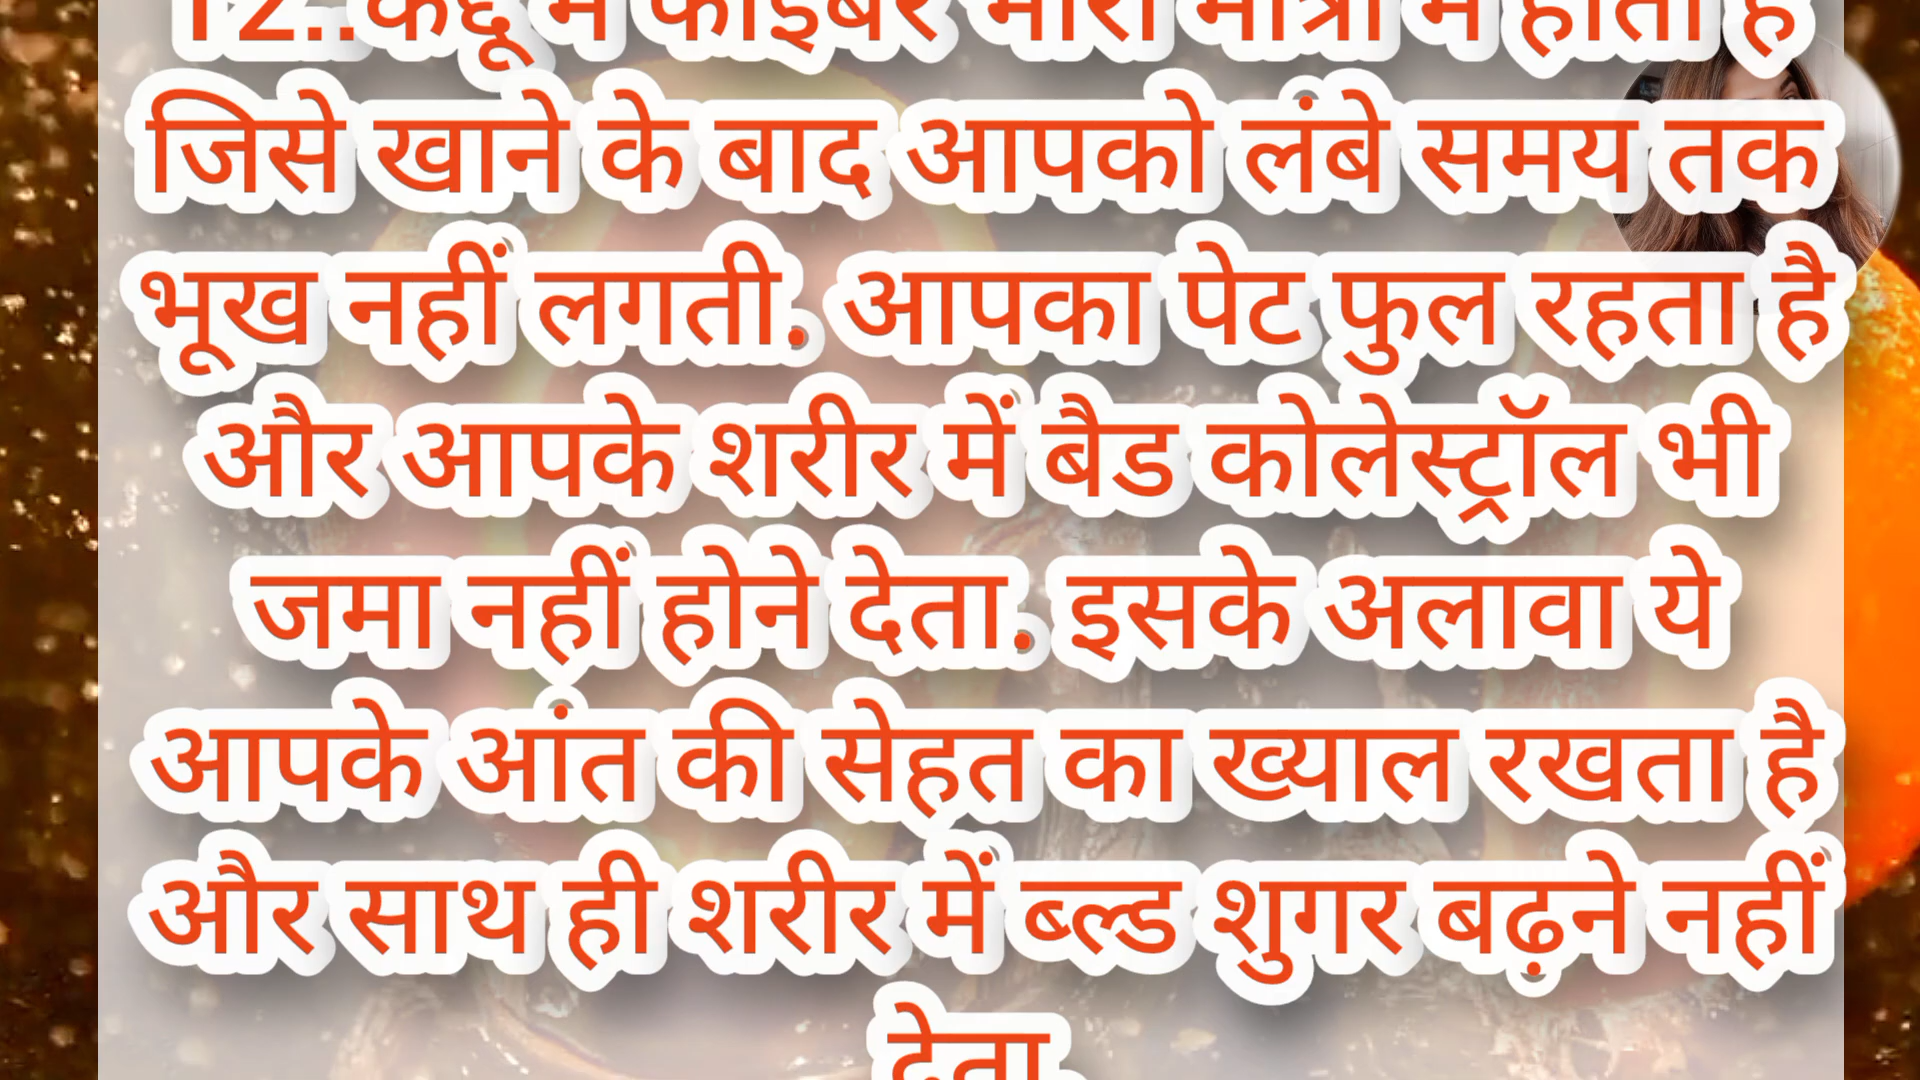 12..कद्दू में फाइबर भारी मात्रा में होता है
जिसे खाने के बाद आपको लंबे समय तक
भूख नहीं लगती. आपका पेट फुल रहता है
और आपके शरीर में बैड कोलेस्ट्रॉल भी
जमा नहीं होने देता. इसके अलावा ये
आपके आंत की सेहत का ख्याल रखता है
और साथ ही शरीर में ब्ल्ड शुगर बढ़ने नहीं
देता.